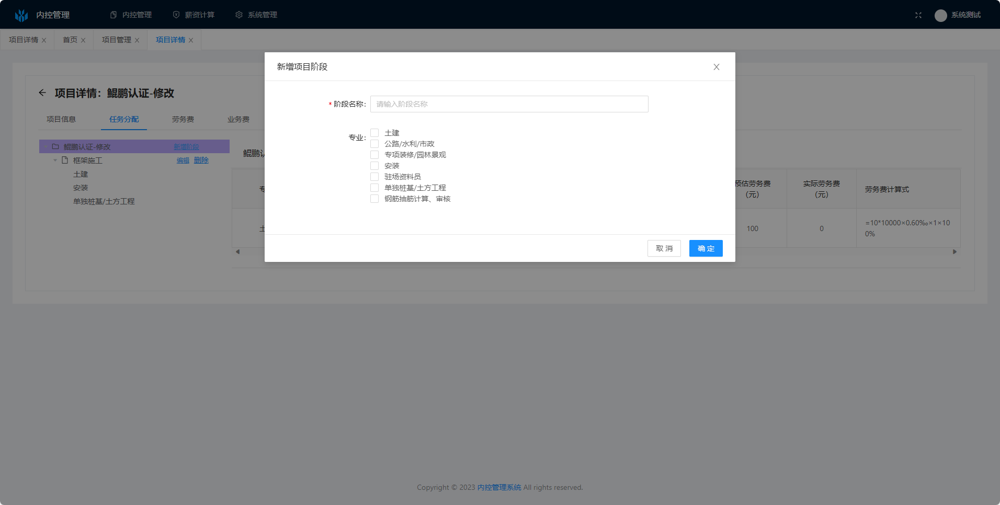 内控管理 内控管理 薪资计算 系统管理 系统测试
项目详情 首页 项目管理 项目详情
新增项目阶段
项目详情：鲲鹏认证-修改
* 阶段名称： 请输入阶段名称
项目信息 任务分配 劳务费 业务费
专业：
土建
公路/水利/市政
专项装修/园林景观
安装
驻场资料员
单独桩基/土方工程
钢筋抽筋计算、审核
鲲鹏认证-修改 新增阶段
框架施工 编辑 删除
土建
安装
单独桩基/土方工程
鲲鹏认
预估劳务费（元） 实际劳务费（元） 劳务费计算式
100 0 =10*10000×0.60‰×1×100%
取 消 确 定
Copyright © 2023 内控管理系统 All rights reserved.